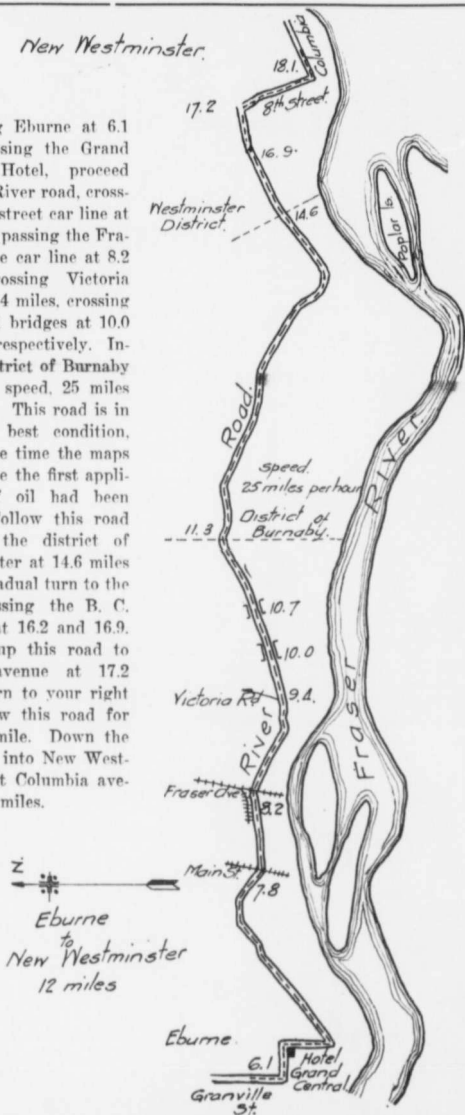 New Westminster.
g Eburne at 6.1
sing the Grand
Hotel, proceed
River road, cross-
street car line at
passing the Fra-
e car line at 8.2
rossing Victoria
4 miles, crossing
bridges at 10.0
respectively. In-
trict of Burnaby
speed, 25 miles
This road is in
best condition,
e time the maps
e the first appli-
oil had been
ollow this road
the district of
ter at 14.6 miles
adual turn to the
sing the B. C.
at 16.2 and 16.9.
up this road to
avenue at 17.2
rn to your right
w this road for
mile. Down the
into New West-
t Columbia ave-
miles.
18.1.
Columbia
17.2
8th Street.
16.9.
Westminster
District.
14.6
Poplar Is.
Road.
River
speed.
25 miles per hour
District of
Burnaby.
11.3
10.7
10.0
Victoria Rd
9.4.
River
Fraser
Fraser Ave
8.2
Main St.
7.8
N
Eburne
to
New Westminster
12 miles
Eburne.
6.1
Hotel
Grand
Central
Granville
St.